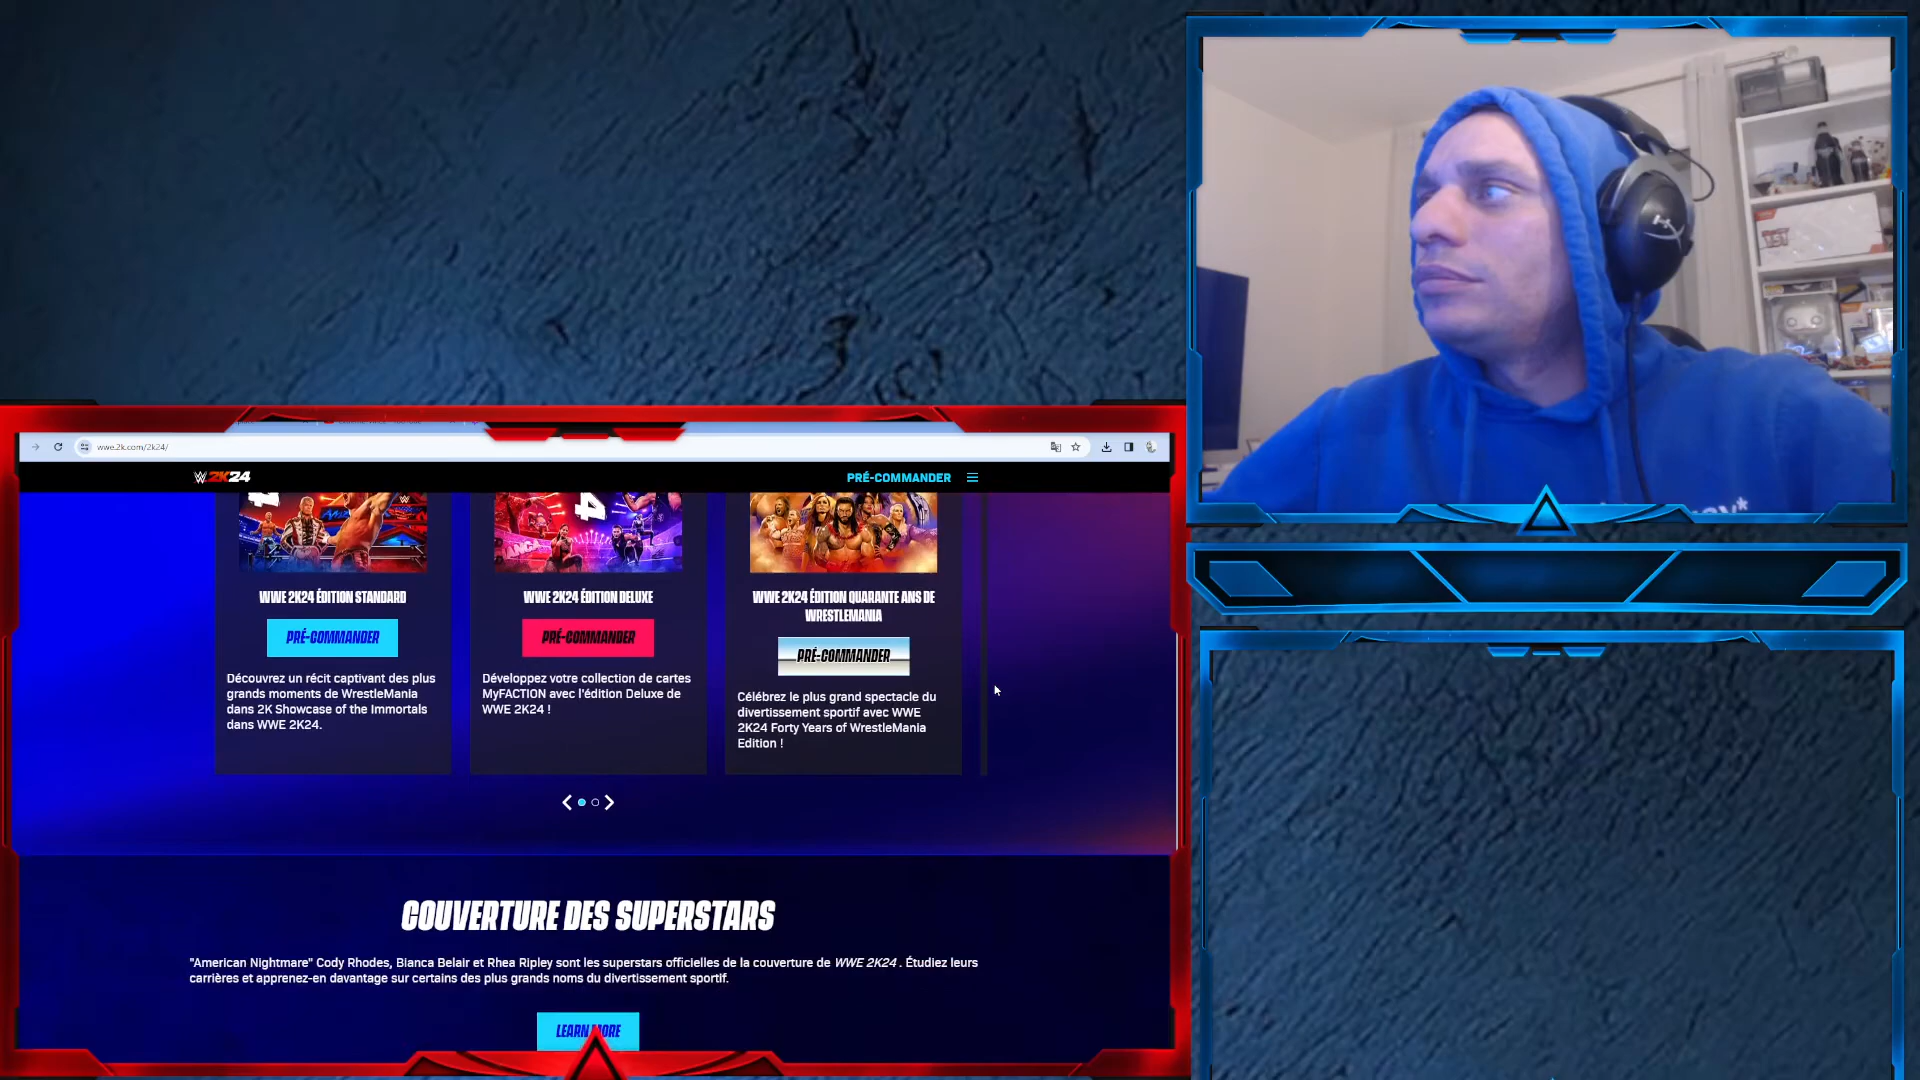 wwe.2k.com/2k24/
W 2K24
PRÉ-COMMANDER
WWE 2K24 ÉDITION STANDARD
PRÉ-COMMANDER
Découvrez un récit captivant des plus
grands moments de WrestleMania
dans 2K Showcase of the Immortals
dans WWE 2K24.
WWE 2K24 ÉDITION DELUXE
PRÉ-COMMANDER
Développez votre collection de cartes
MyFACTION avec l'édition Deluxe de
WWE 2K24 !
WWE 2K24 ÉDITION QUARANTE ANS DE
WRESTLEMANIA
PRÉ-COMMANDER
Célébrez le plus grand spectacle du
divertissement sportif avec WWE
2K24 Forty Years of WrestleMania
Edition !
COUVERTURE DES SUPERSTARS
"American Nightmare" Cody Rhodes, Bianca Belair et Rhea Ripley sont les superstars officielles de la couverture de WWE 2K24 . Étudiez leurs
carrières et apprenez-en davantage sur certains des plus grands noms du divertissement sportif.
LEARN MORE